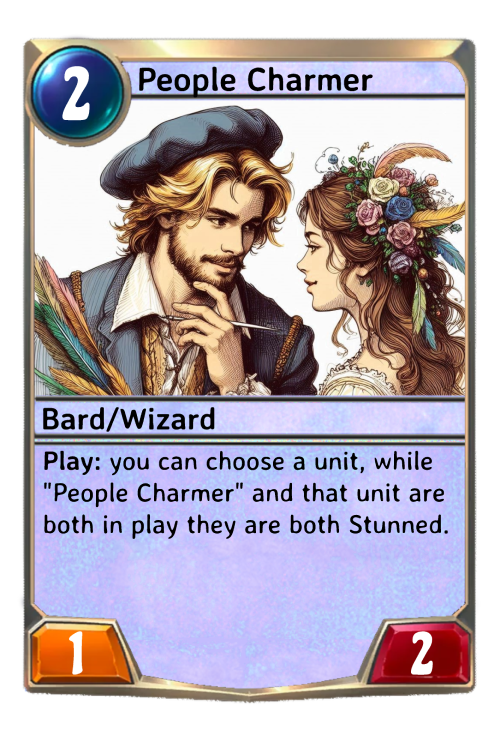 2
People Charmer
Bard/Wizard
Play: you can choose a unit, while
"People Charmer" and that unit are
both in play they are both Stunned.
1
2